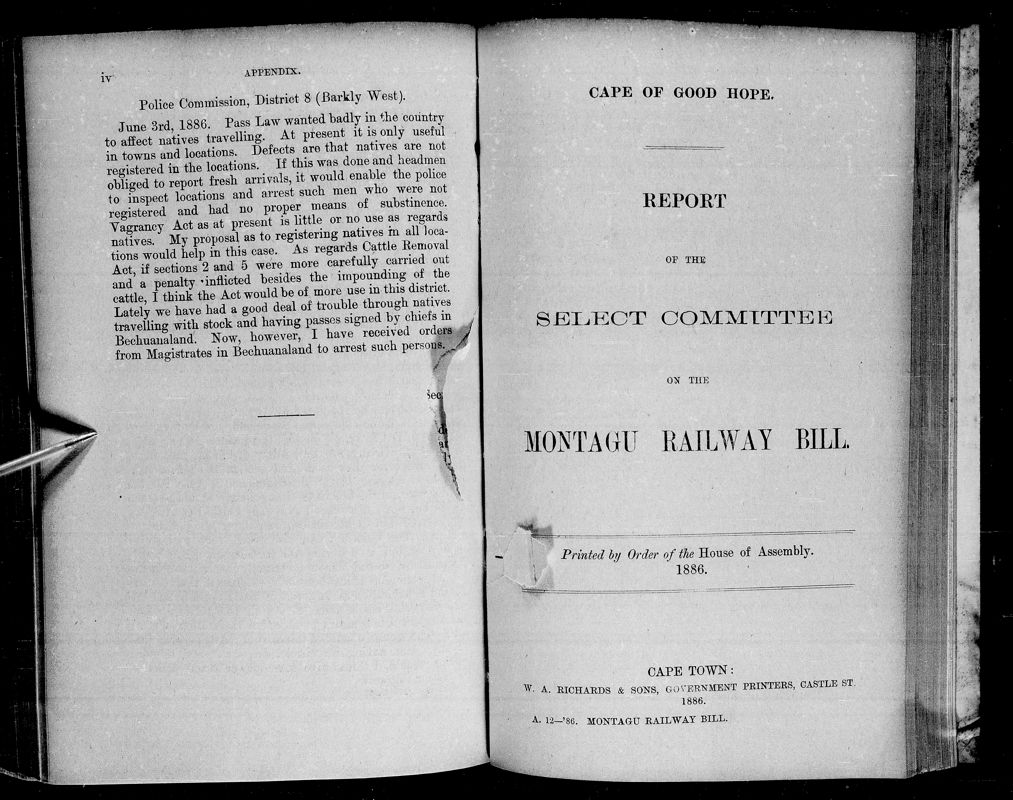 iv
APPENDIX.
Police Commission, District 8 (Barkly West).
June 3rd, 1886. Pass Law wanted badly in the country
to affect natives travelling. At present it is only useful
in towns and locations. Defects are that natives are not
registered in the locations. If this was done and headmen
obliged to report fresh arrivals, it would enable the police
to inspect locations and arrest such men who were not
registered and had no proper means of substinence.
Vagrancy Act as at present is little or no use as regards
natives. My proposal as to registering natives in all loca-
tions would help in this case. As regards Cattle Removal
Act, if sections 2 and 5 were more carefully carried out
and a penalty inflicted besides the impounding of the
cattle, I think the Act would be of more use in this district.
Lately we have had a good deal of trouble through natives
travelling with stock and having passes signed by chiefs in
Bechuanaland. Now, however, I have received orders
from Magistrates in Bechuanaland to arrest such persons.
CAPE OF GOOD HOPE.
REPORT
OF THE
SELECT COMMITTEE
ON THE
MONTAGU RAILWAY BILL.
Printed by Order of the House of Assembly.
1886.
CAPE TOWN:
W. A. RICHARDS & SONS, GOVERNMENT PRINTERS, CASTLE ST.
1886.
A. 12—'86. MONTAGU RAILWAY BILL.